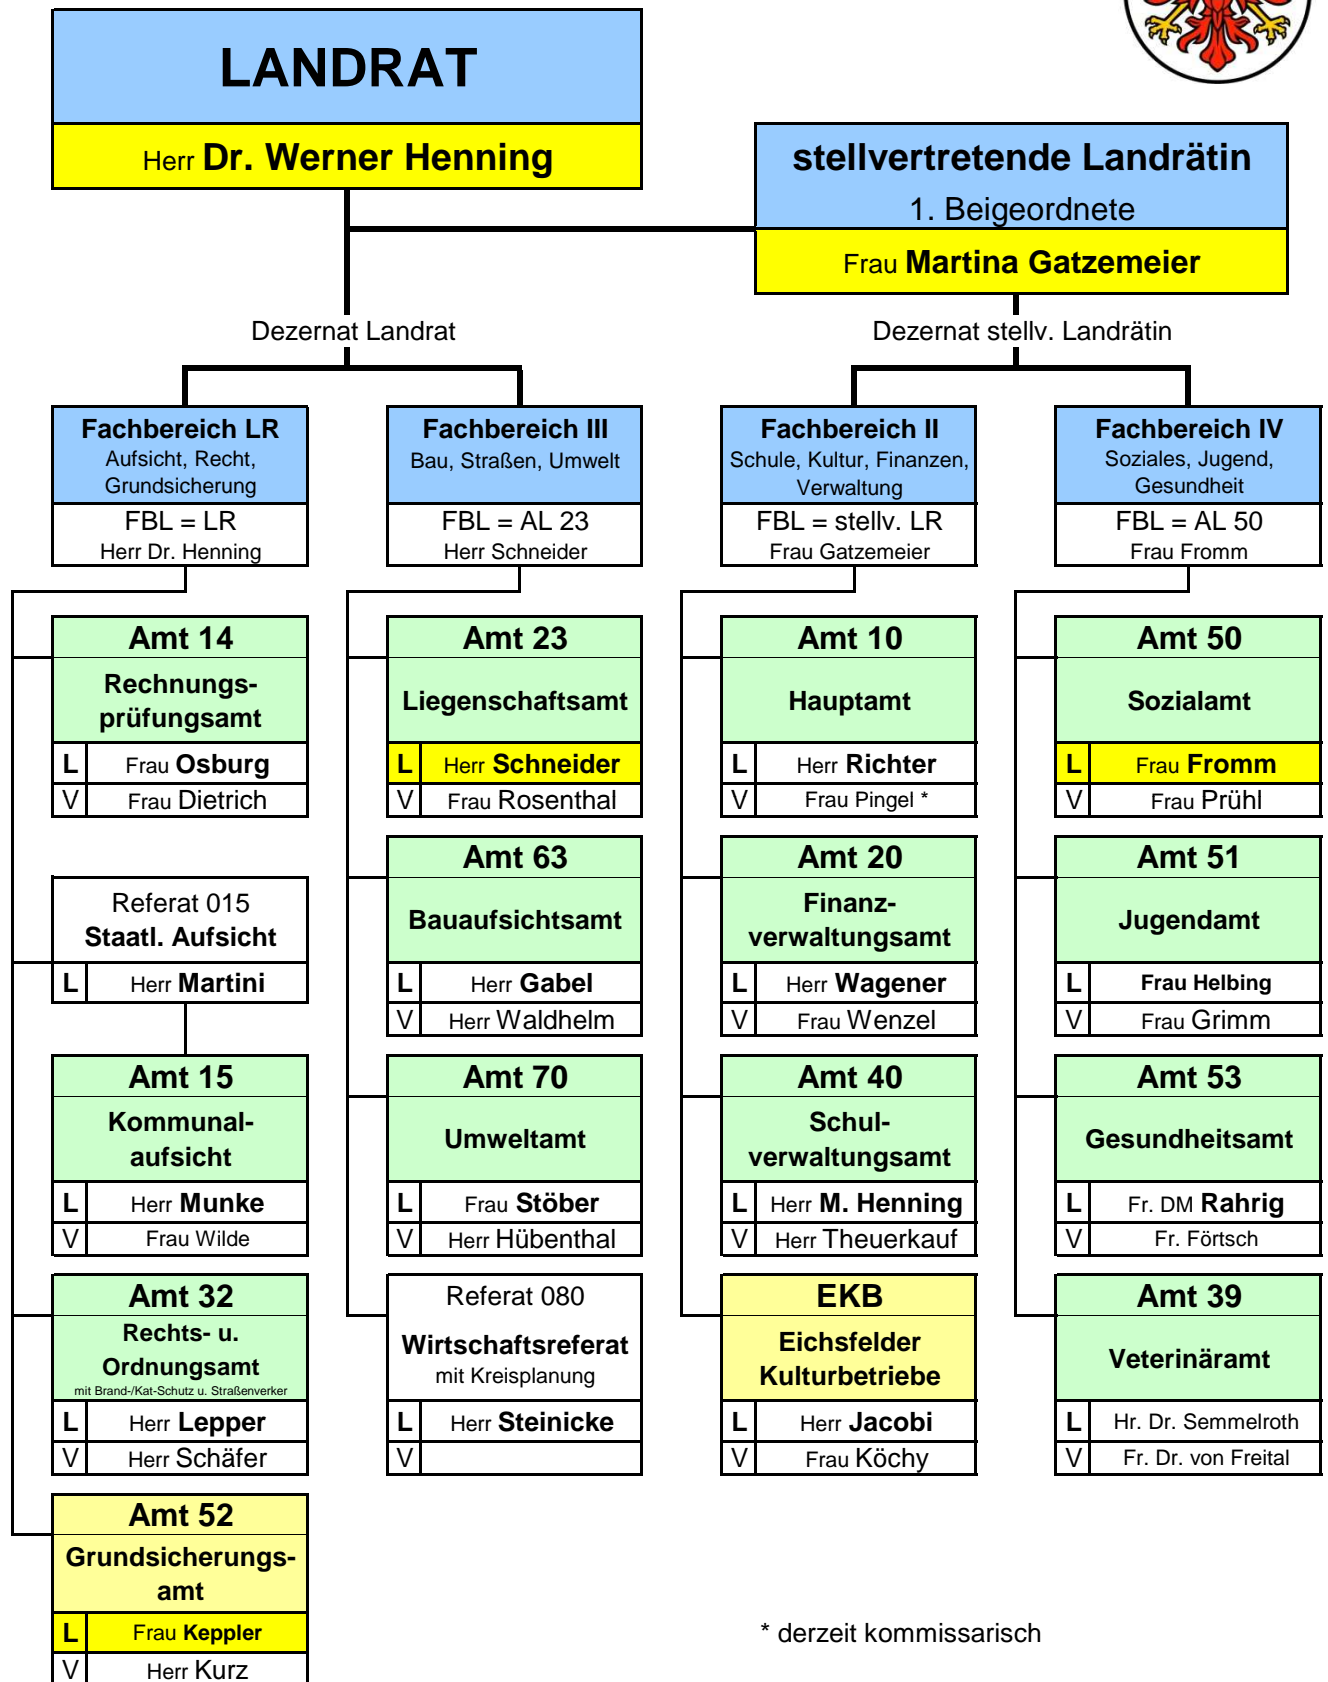 LANDRAT
Herr Dr. Werner Henning
stellvertretende Landrätin
1. Beigeordnete
Frau Martina Gatzemeier
Dezernat Landrat
Dezernat stellv. Landrätin
Fachbereich LR
Aufsicht, Recht,
Grundsicherung
FBL = LR
Herr Dr. Henning
Fachbereich III
Bau, Straßen, Umwelt
FBL = AL 23
Herr Schneider
Fachbereich II
Schule, Kultur, Finanzen,
Verwaltung
FBL = stellv. LR
Frau Gatzemeier
Fachbereich IV
Soziales, Jugend,
Gesundheit
FBL = AL 50
Frau Fromm
Amt 14
Rechnungs-
prüfungsamt
L Frau Osburg
V Frau Dietrich
Referat 015
Staatl. Aufsicht
L Herr Martini
Amt 15
Kommunal-
aufsicht
L Herr Munke
V Frau Wilde
Amt 32
Rechts- u.
Ordnungsamt
mit Brand-/Kat-Schutz u. Straßenverker
L Herr Lepper
V Herr Schäfer
Amt 52
Grundsicherungs-
amt
L Frau Keppler
V Herr Kurz
Amt 23
Liegenschaftsamt
L Herr Schneider
V Frau Rosenthal
Amt 63
Bauaufsichtsamt
L Herr Gabel
V Herr Waldhelm
Amt 70
Umweltamt
L Frau Stöber
V Herr Hübenthal
Referat 080
Wirtschaftsreferat
mit Kreisplanung
L Herr Steinicke
V
Amt 10
Hauptamt
L Herr Richter
V Frau Pingel *
Amt 20
Finanz-
verwaltungsamt
L Herr Wagener
V Frau Wenzel
Amt 40
Schul-
verwaltungsamt
L Herr M. Henning
V Herr Theuerkauf
EKB
Eichsfelder
Kulturbetriebe
L Herr Jacobi
V Frau Köchy
Amt 50
Sozialamt
L Frau Fromm
V Frau Prühl
Amt 51
Jugendamt
L Frau Helbing
V Frau Grimm
Amt 53
Gesundheitsamt
L Fr. DM Rahrig
V Fr. Förtsch
Amt 39
Veterinäramt
L Hr. Dr. Semmelroth
V Fr. Dr. von Freital
* derzeit kommissarisch